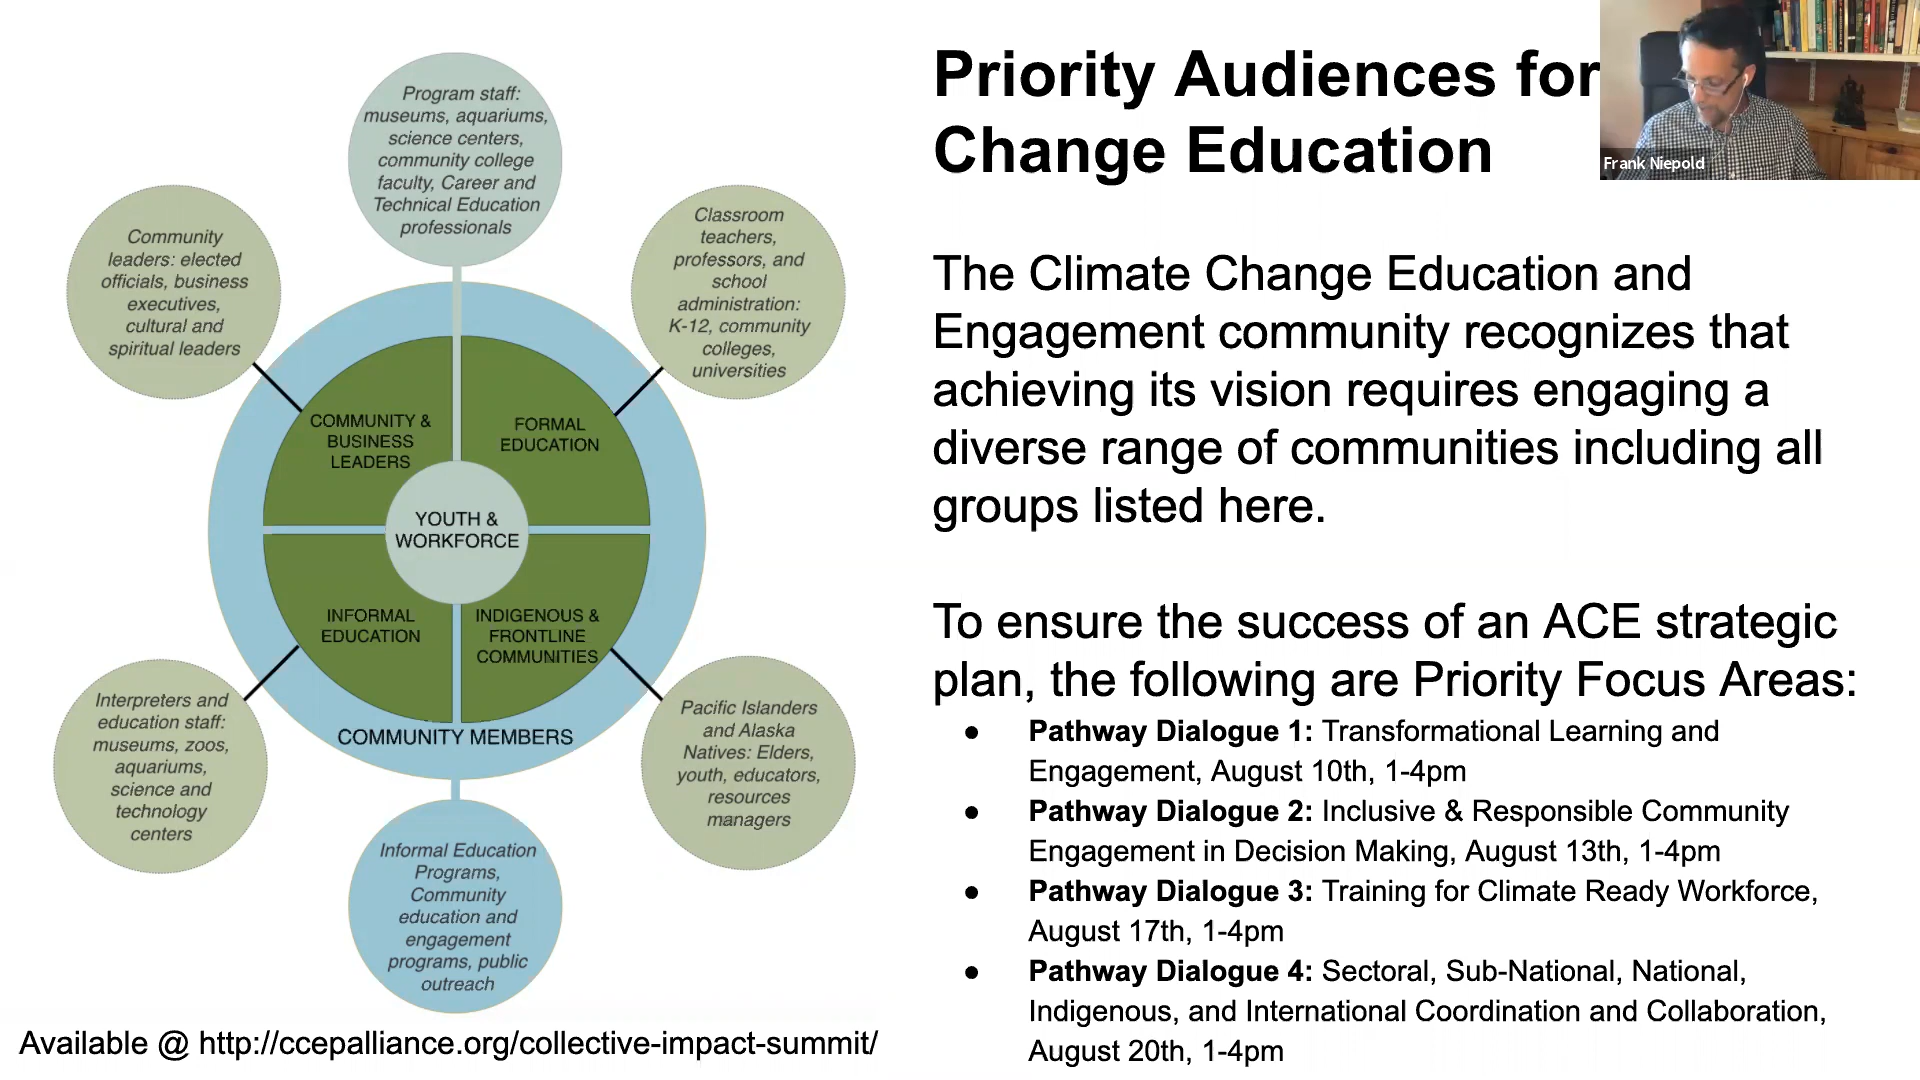 Priority Audiences for
Change Education
Frank Niepold
The Climate Change Education and
Engagement community recognizes that
achieving its vision requires engaging a
diverse range of communities including all
groups listed here.
To ensure the success of an ACE strategic
plan, the following are Priority Focus Areas:
● Pathway Dialogue 1: Transformational Learning and
Engagement, August 10th, 1-4pm
● Pathway Dialogue 2: Inclusive & Responsible Community
Engagement in Decision Making, August 13th, 1-4pm
● Pathway Dialogue 3: Training for Climate Ready Workforce,
August 17th, 1-4pm
● Pathway Dialogue 4: Sectoral, Sub-National, National,
Indigenous, and International Coordination and Collaboration,
August 20th, 1-4pm
Program staff:
museums, aquariums,
science centers,
community college
faculty, Career and
Technical Education
professionals
Community
leaders: elected
officials, business
executives,
cultural and
spiritual leaders
Classroom
teachers,
professors, and
school
administration:
K-12, community
colleges,
universities
COMMUNITY &
BUSINESS
LEADERS
FORMAL
EDUCATION
YOUTH &
WORKFORCE
INFORMAL
EDUCATION
INDIGENOUS &
FRONTLINE
COMMUNITIES
COMMUNITY MEMBERS
Interpreters and
education staff:
museums, zoos,
aquariums,
science and
technology
centers
Pacific Islanders
and Alaska
Natives: Elders,
youth, educators,
resources
managers
Informal Education
Programs,
Community
education and
engagement
programs, public
outreach
Available @ http://ccepalliance.org/collective-impact-summit/